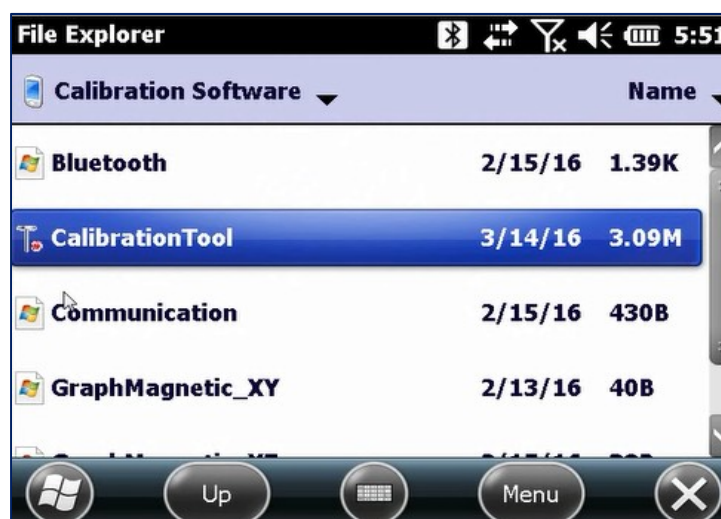 File Explorer 5:51
Calibration Software Name
Bluetooth 2/15/16 1.39K
CalibrationTool 3/14/16 3.09M
Communication 2/15/16 430B
GraphMagnetic_XY 2/13/16 40B
Up Menu